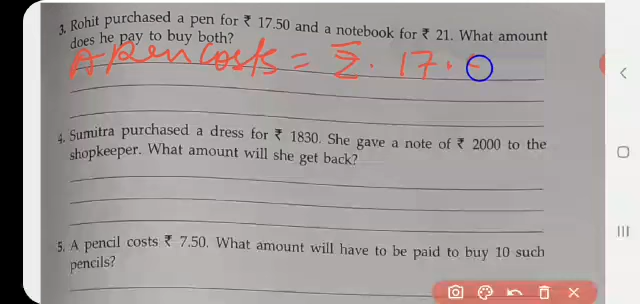 3. Rohit purchased a pen for ₹ 17.50 and a notebook for ₹ 21. What amount
does he pay to buy both?
A pen costs = ₹. 17.
4. Sumitra purchased a dress for ₹ 1830. She gave a note of ₹ 2000 to the
shopkeeper. What amount will she get back?
5. A pencil costs ₹ 7.50. What amount will have to be paid to buy 10 such
pencils?